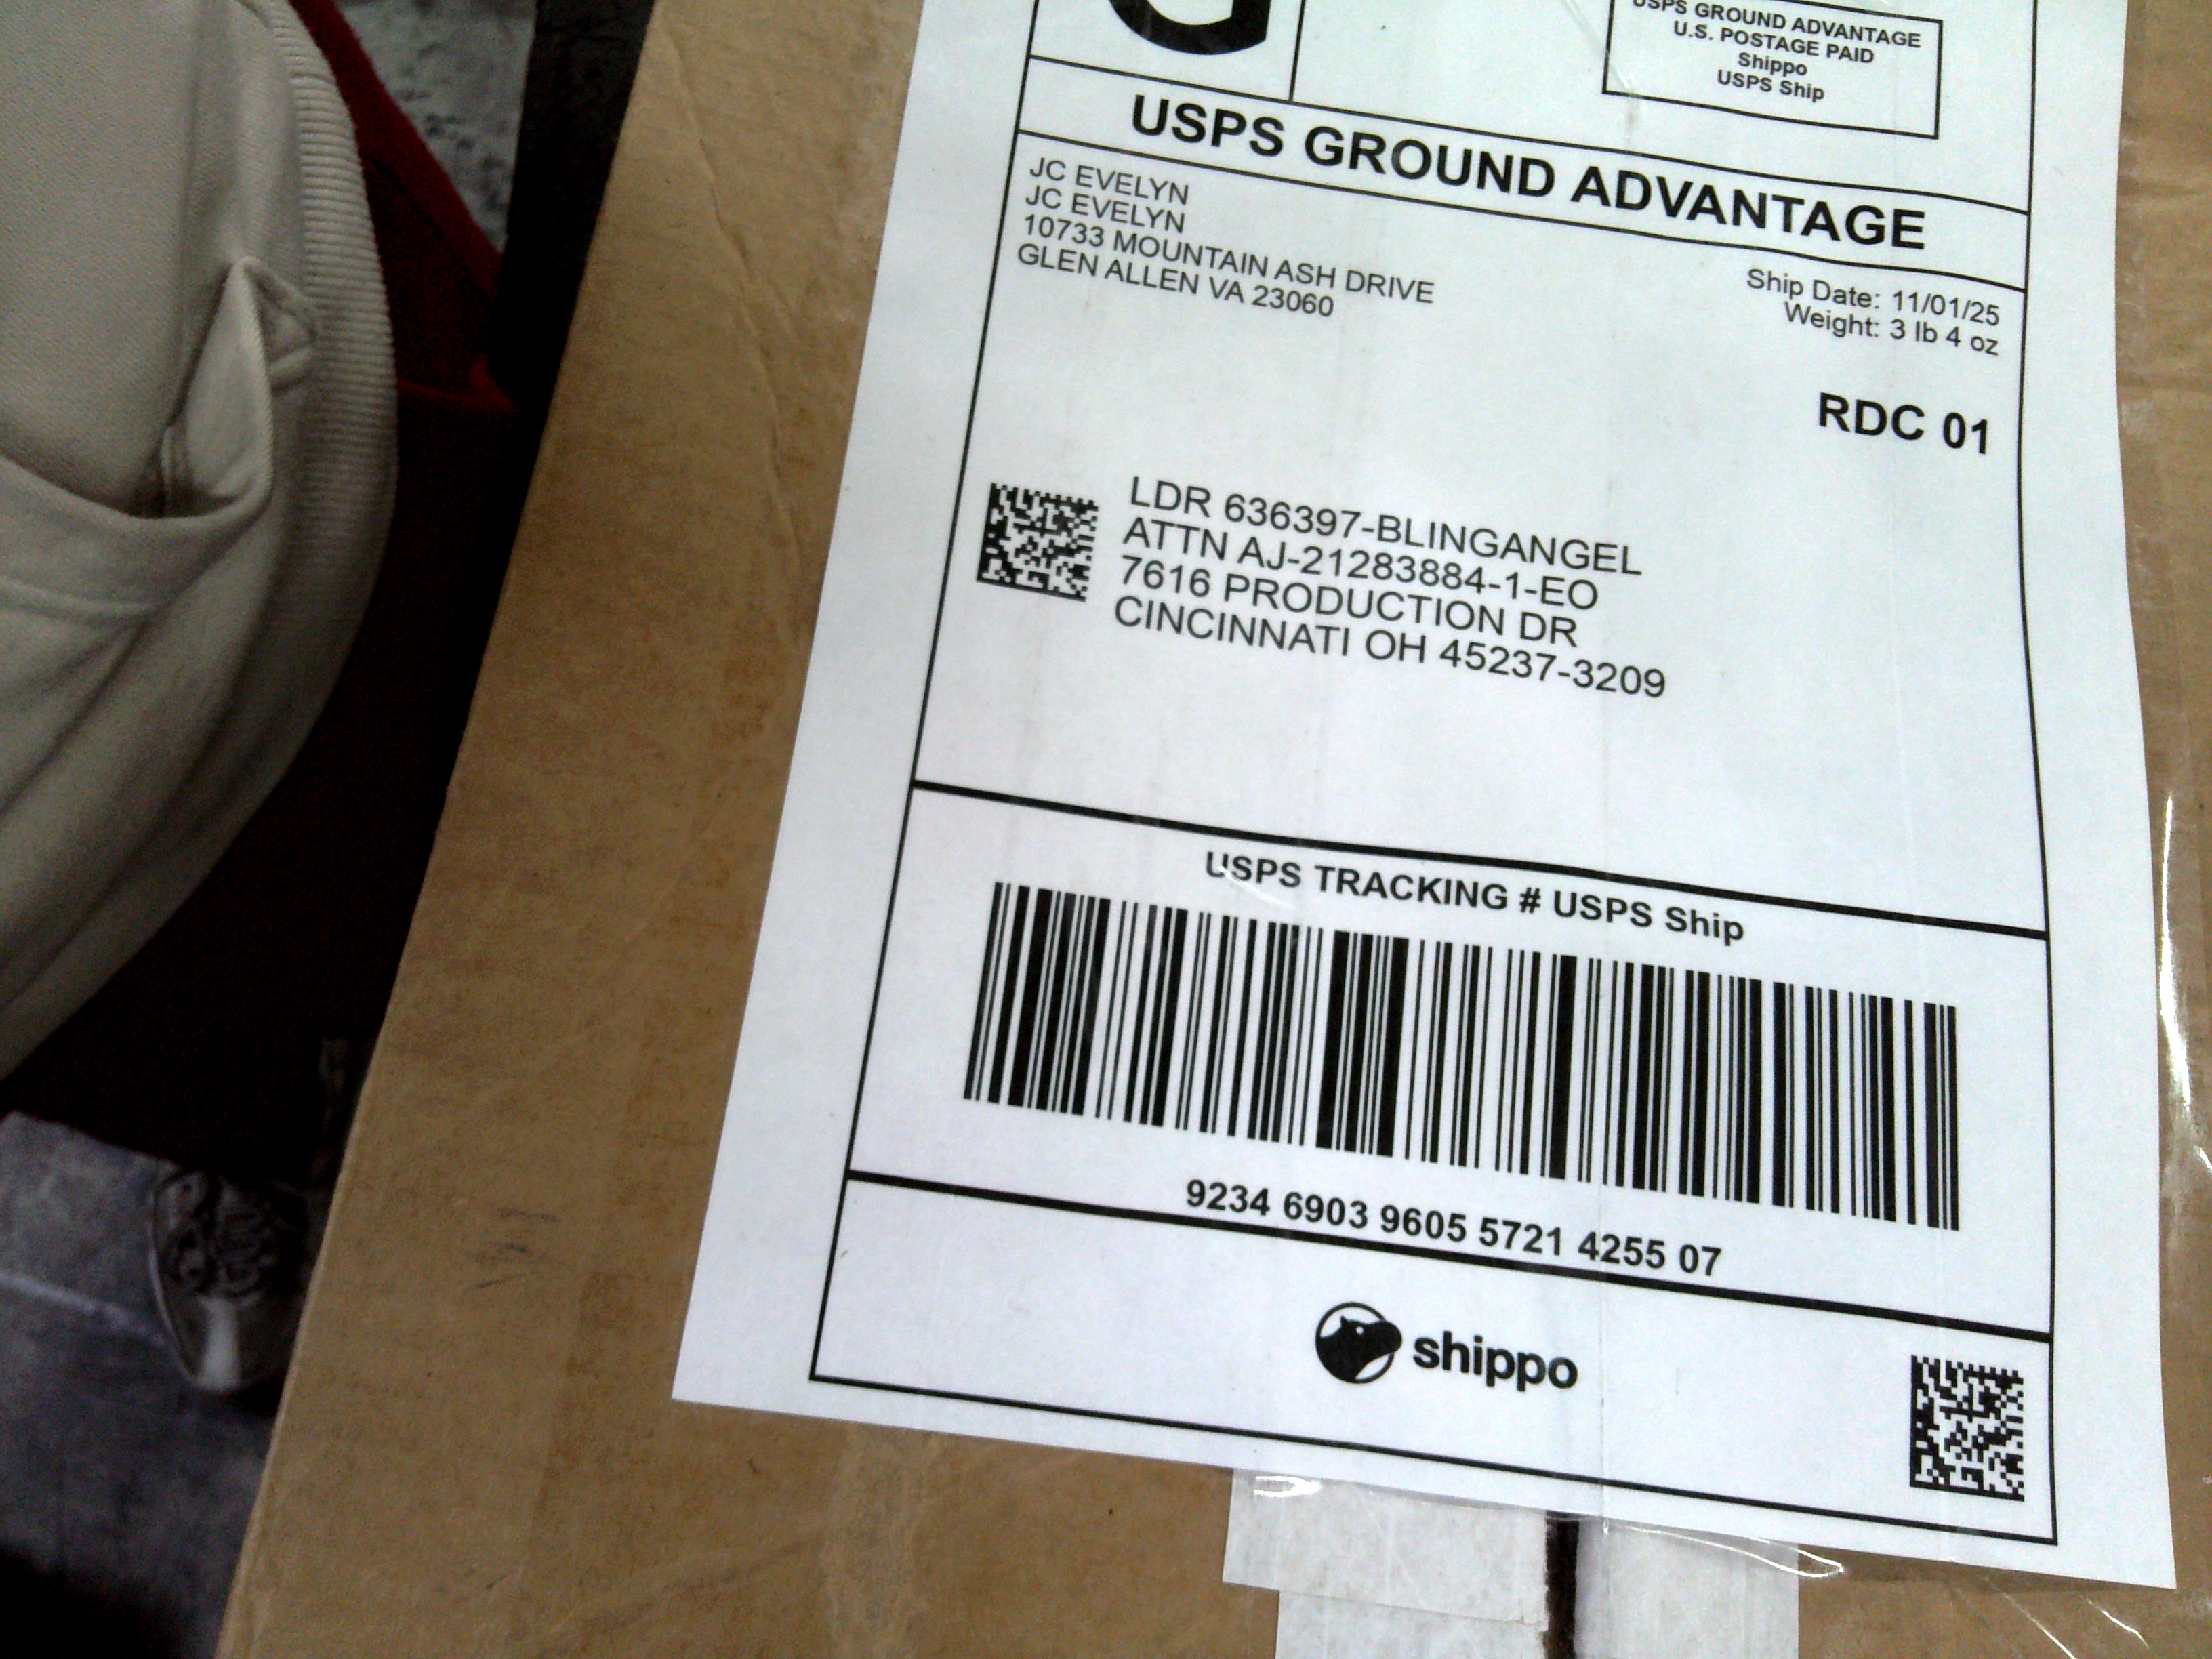 G
USPS GROUND ADVANTAGE
U.S. POSTAGE PAID
Shippo
USPS Ship
USPS GROUND ADVANTAGE
JC EVELYN
JC EVELYN
10733 MOUNTAIN ASH DRIVE
GLEN ALLEN VA 23060
Ship Date: 11/01/25
Weight: 3 lb 4 oz
RDC 01
LDR 636397-BLINGANGEL
ATTN AJ-21283884-1-EO
7616 PRODUCTION DR
CINCINNATI OH 45237-3209
USPS TRACKING # USPS Ship
9234 6903 9605 5721 4255 07
shippo